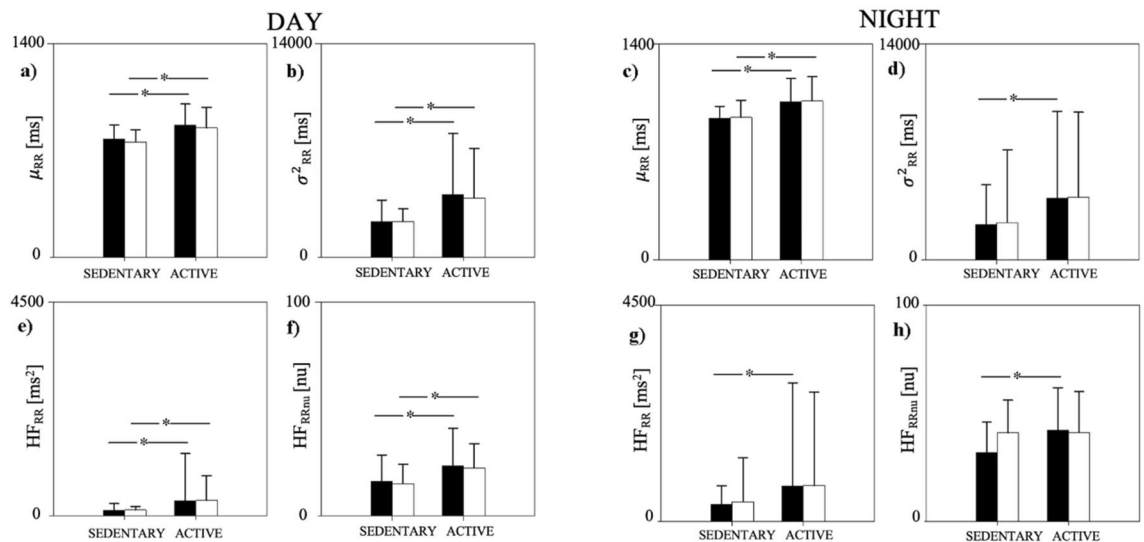 DAY
NIGHT
a)
1400
μRR [ms]
0
*
*
SEDENTARY ACTIVE
b)
14000
σ²RR [ms]
0
*
*
SEDENTARY ACTIVE
c)
1400
μRR [ms]
0
*
*
SEDENTARY ACTIVE
d)
14000
σ²RR [ms]
0
*
SEDENTARY ACTIVE
e)
4500
HFRR [ms²]
0
*
*
SEDENTARY ACTIVE
f)
100
HFRRnu [nu]
0
*
*
SEDENTARY ACTIVE
g)
4500
HFRR [ms²]
0
*
SEDENTARY ACTIVE
h)
100
HFRRnu [nu]
0
*
SEDENTARY ACTIVE